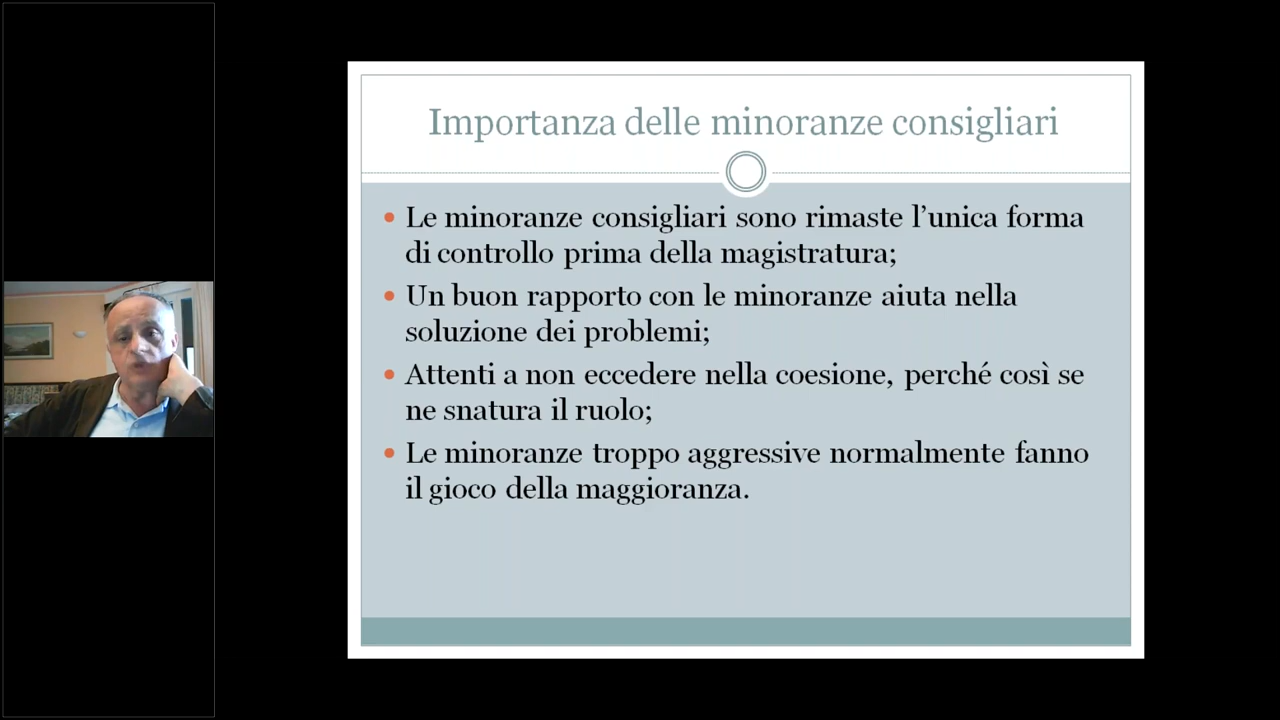 Importanza delle minoranze consigliari
Le minoranze consigliari sono rimaste l’unica forma
di controllo prima della magistratura;
Un buon rapporto con le minoranze aiuta nella
soluzione dei problemi;
Attenti a non eccedere nella coesione, perché così se
ne snatura il ruolo;
Le minoranze troppo aggressive normalmente fanno
il gioco della maggioranza.